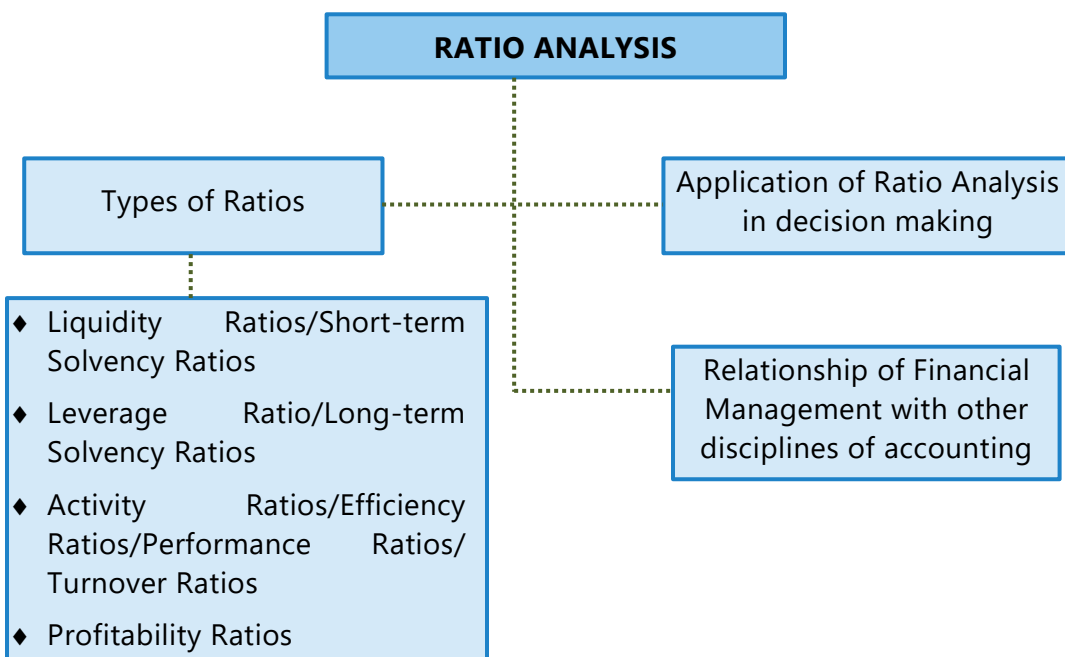 RATIO ANALYSIS
Types of Ratios
Application of Ratio Analysis
in decision making
♦ Liquidity Ratios/Short-term
Solvency Ratios
♦ Leverage Ratio/Long-term
Solvency Ratios
♦ Activity Ratios/Efficiency
Ratios/Performance Ratios/
Turnover Ratios
♦ Profitability Ratios
Relationship of Financial
Management with other
disciplines of accounting